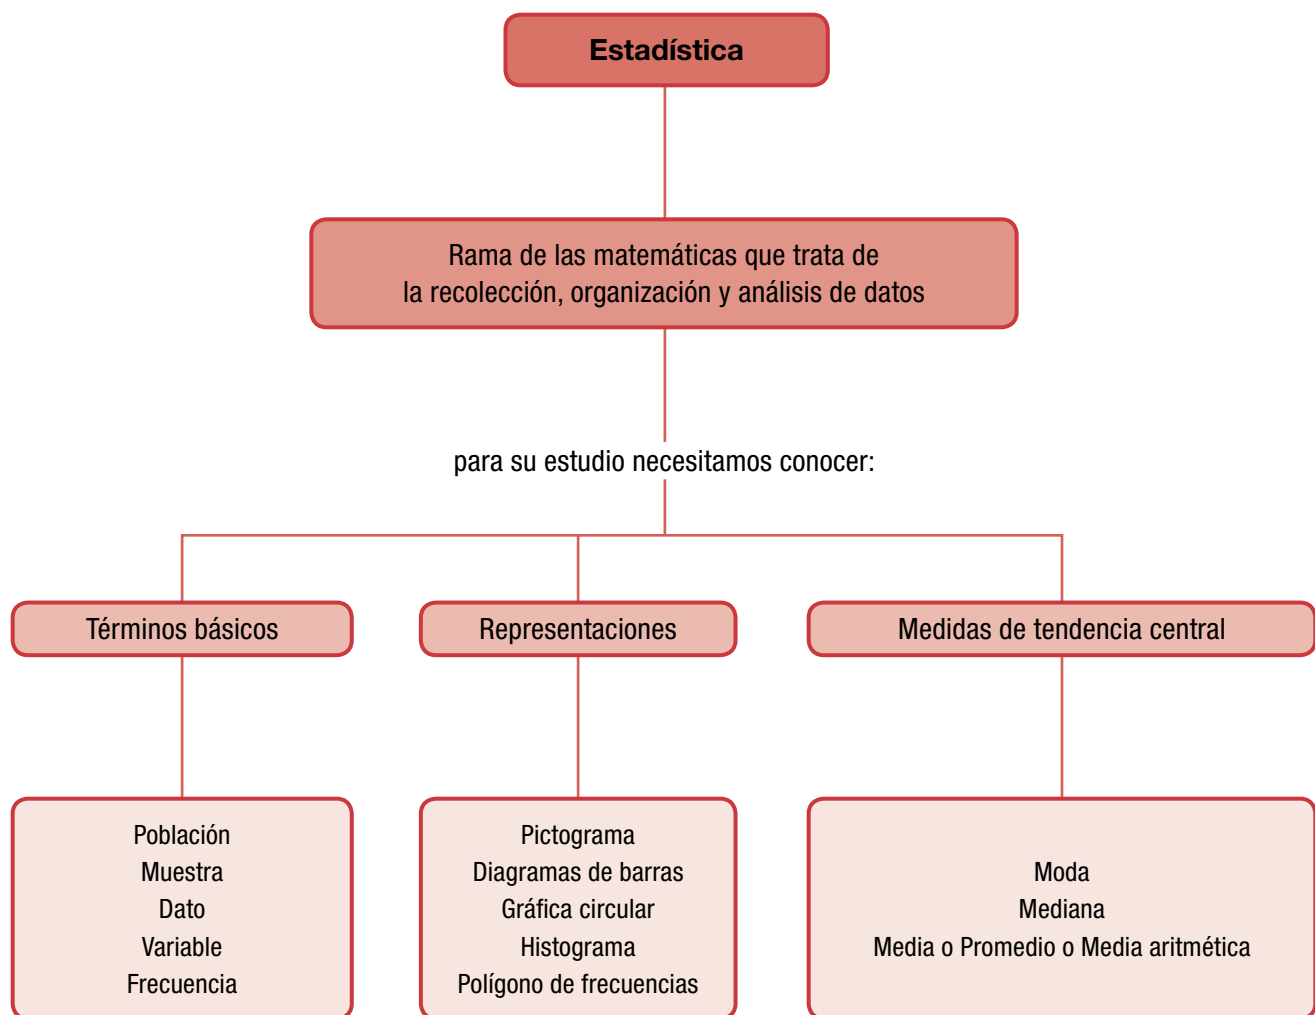 Estadística
Rama de las matemáticas que trata de
la recolección, organización y análisis de datos
para su estudio necesitamos conocer:
Términos básicos
Representaciones
Medidas de tendencia central
Población
Muestra
Dato
Variable
Frecuencia
Pictograma
Diagramas de barras
Gráfica circular
Histograma
Polígono de frecuencias
Moda
Mediana
Media o Promedio o Media aritmética